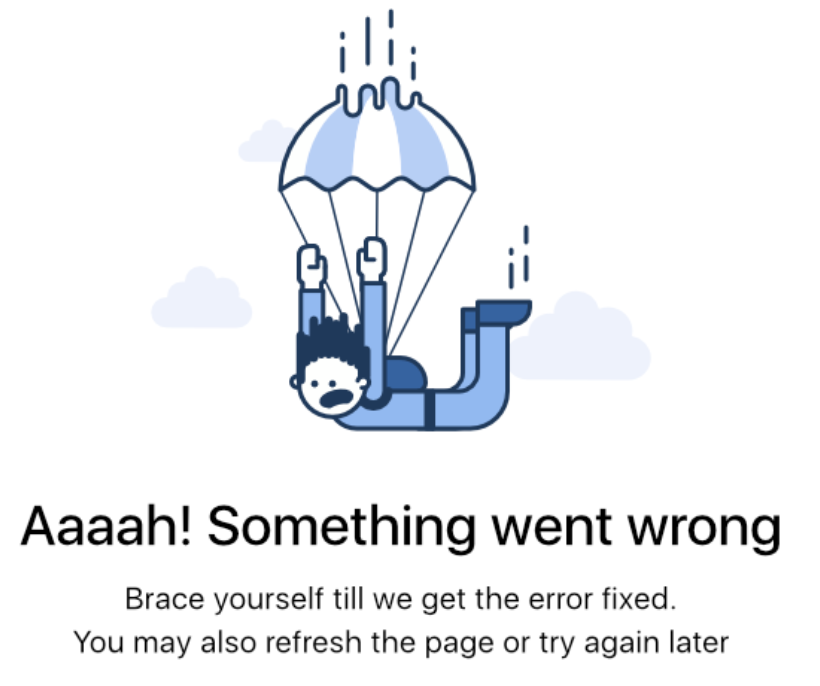 Aaaah! Something went wrong
Brace yourself till we get the error fixed.
You may also refresh the page or try again later